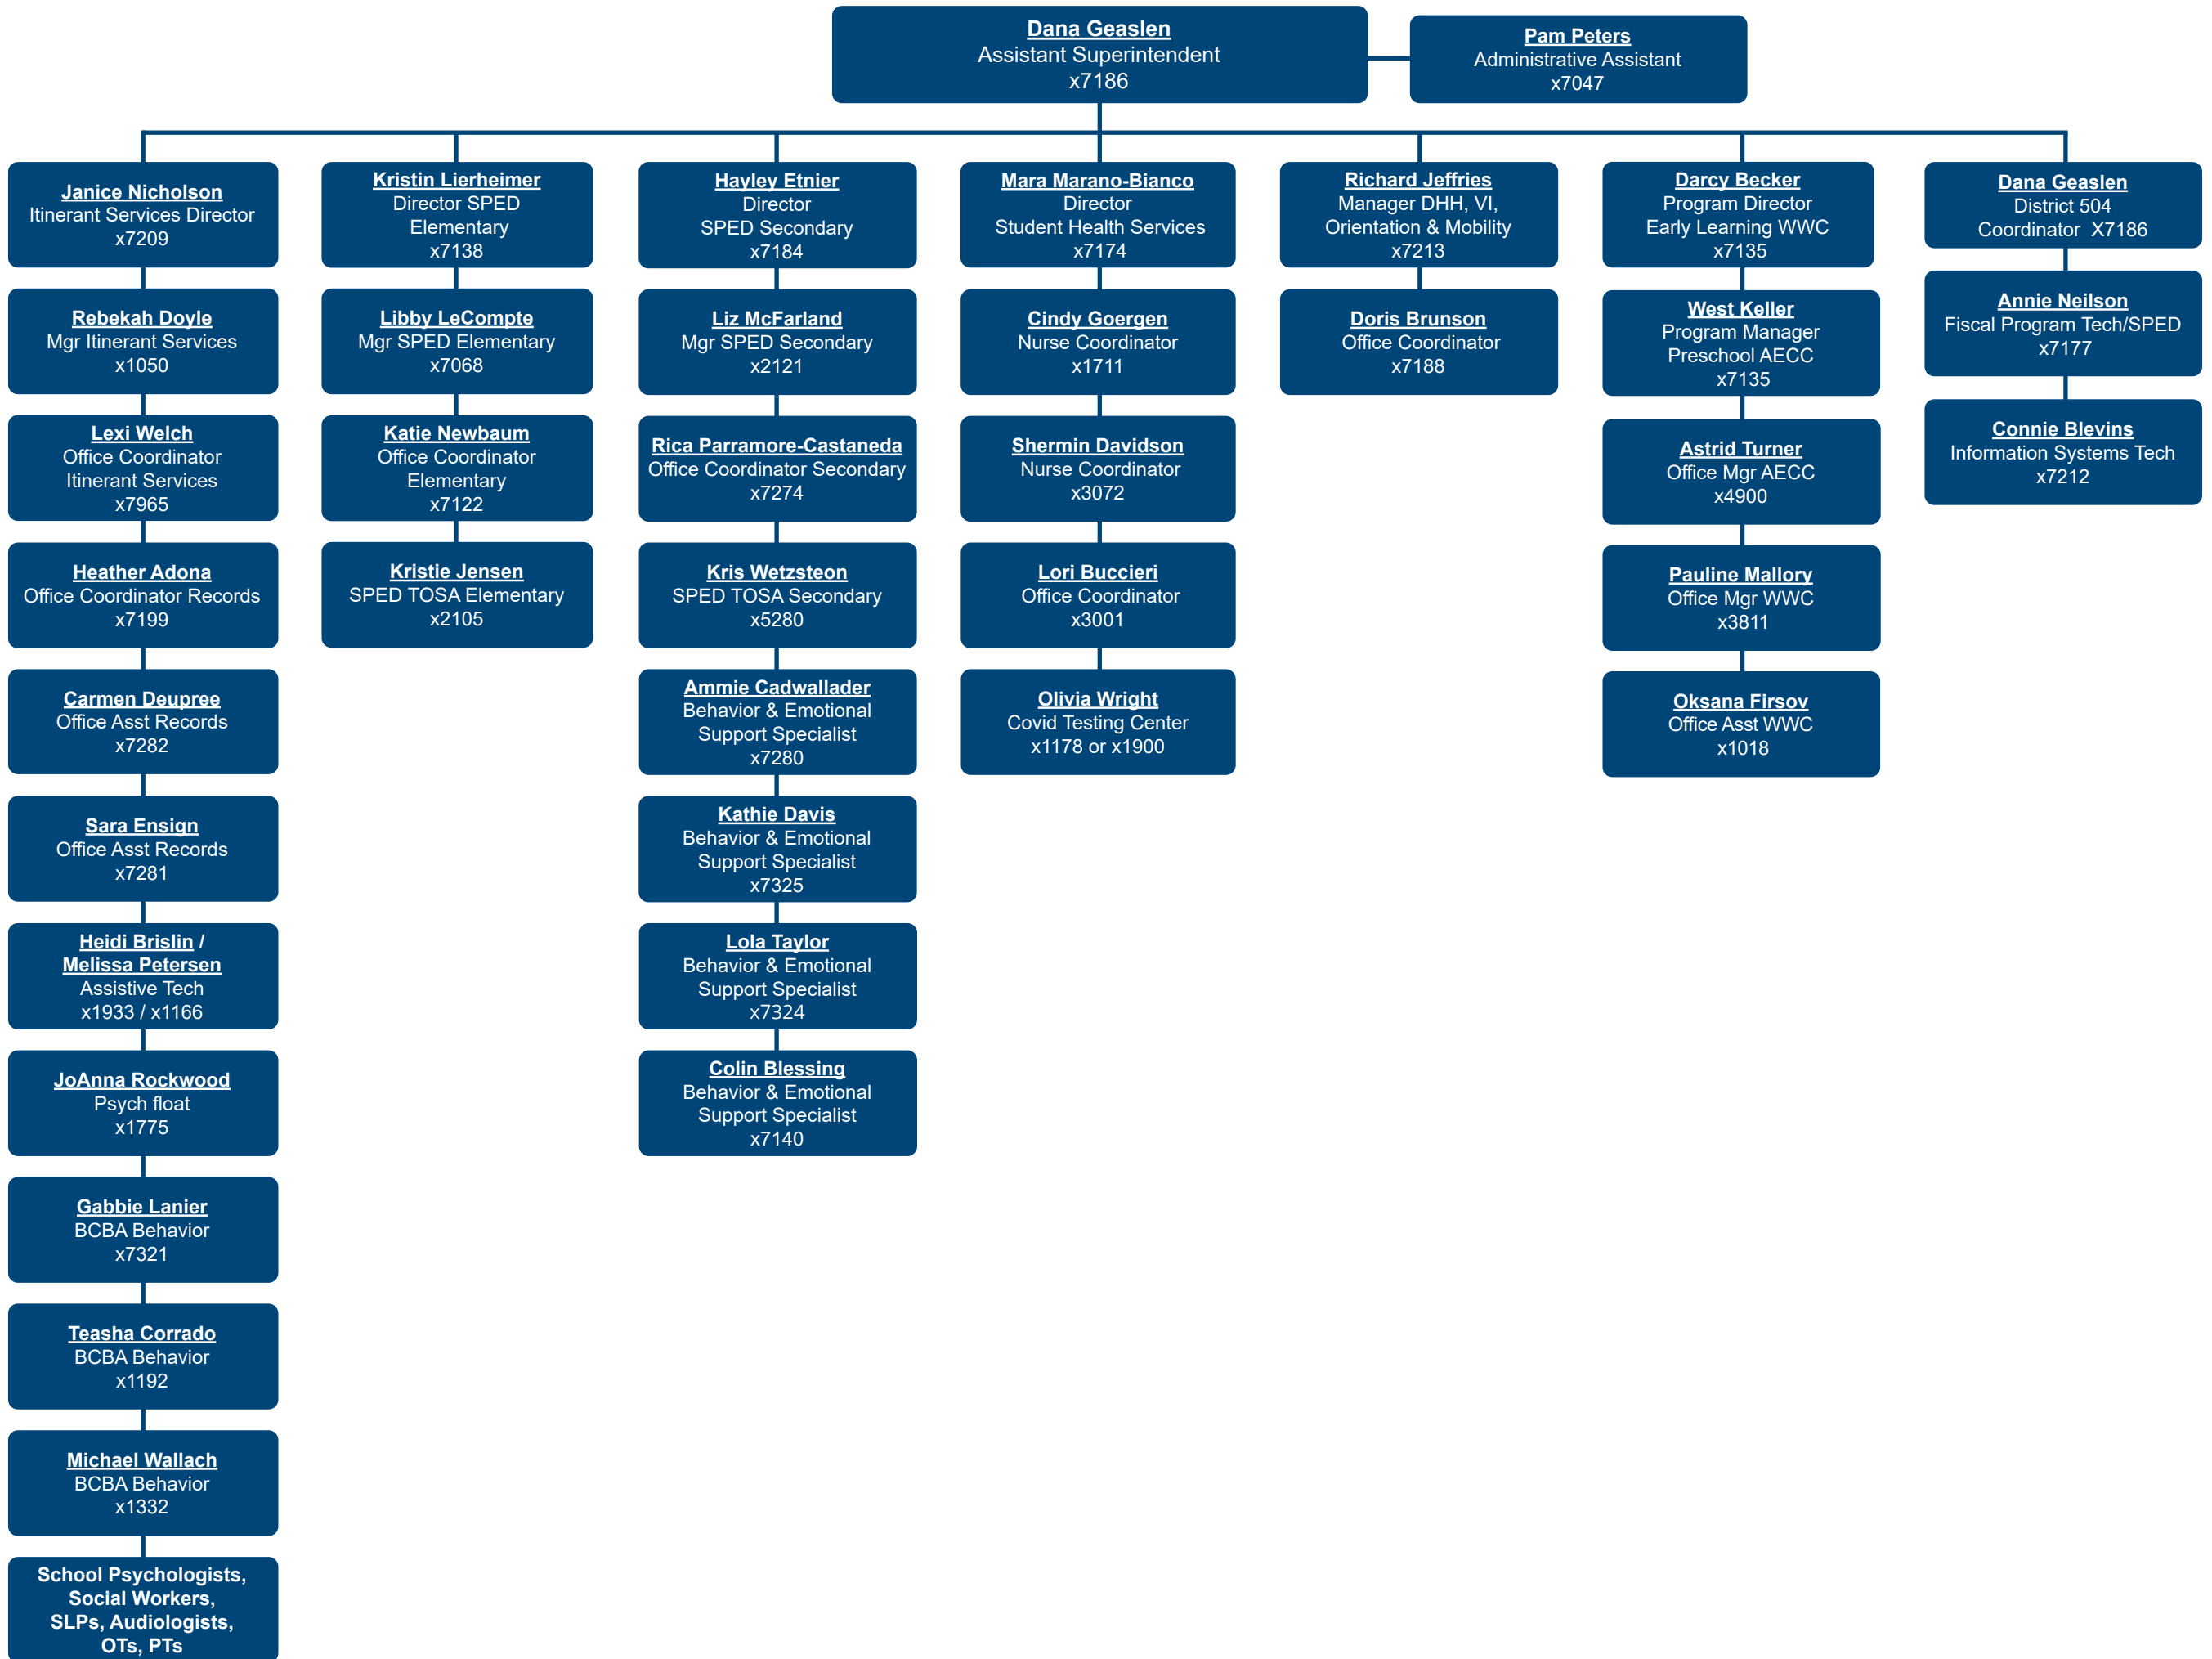 Dana Geaslen
Assistant Superintendent
x7186
Pam Peters
Administrative Assistant
x7047
Janice Nicholson
Itinerant Services Director
x7209
Rebekah Doyle
Mgr Itinerant Services
x1050
Lexi Welch
Office Coordinator
Itinerant Services
x7965
Heather Adona
Office Coordinator Records
x7199
Carmen Deupree
Office Asst Records
x7282
Sara Ensign
Office Asst Records
x7281
Heidi Brislin /
Melissa Petersen
Assistive Tech
x1933 / x1166
JoAnna Rockwood
Psych float
x1775
Gabbie Lanier
BCBA Behavior
x7321
Teasha Corrado
BCBA Behavior
x1192
Michael Wallach
BCBA Behavior
x1332
School Psychologists,
Social Workers,
SLPs, Audiologists,
OTs, PTs
Kristin Lierheimer
Director SPED
Elementary
x7138
Libby LeCompte
Mgr SPED Elementary
x7068
Katie Newbaum
Office Coordinator
Elementary
x7122
Kristie Jensen
SPED TOSA Elementary
x2105
Hayley Etnier
Director
SPED Secondary
x7184
Liz McFarland
Mgr SPED Secondary
x2121
Rica Parramore-Castaneda
Office Coordinator Secondary
x7274
Kris Wetzsteon
SPED TOSA Secondary
x5280
Ammie Cadwallader
Behavior & Emotional
Support Specialist
x7280
Kathie Davis
Behavior & Emotional
Support Specialist
x7325
Lola Taylor
Behavior & Emotional
Support Specialist
x7324
Colin Blessing
Behavior & Emotional
Support Specialist
x7140
Mara Marano-Bianco
Director
Student Health Services
x7174
Cindy Goergen
Nurse Coordinator
x1711
Shermin Davidson
Nurse Coordinator
x3072
Lori Buccieri
Office Coordinator
x3001
Olivia Wright
Covid Testing Center
x1178 or x1900
Richard Jeffries
Manager DHH, VI,
Orientation & Mobility
x7213
Doris Brunson
Office Coordinator
x7188
Darcy Becker
Program Director
Early Learning WWC
x7135
West Keller
Program Manager
Preschool AECC
x7135
Astrid Turner
Office Mgr AECC
x4900
Pauline Mallory
Office Mgr WWC
x3811
Oksana Firsov
Office Asst WWC
x1018
Dana Geaslen
District 504
Coordinator  X7186
Annie Neilson
Fiscal Program Tech/SPED
x7177
Connie Blevins
Information Systems Tech
x7212